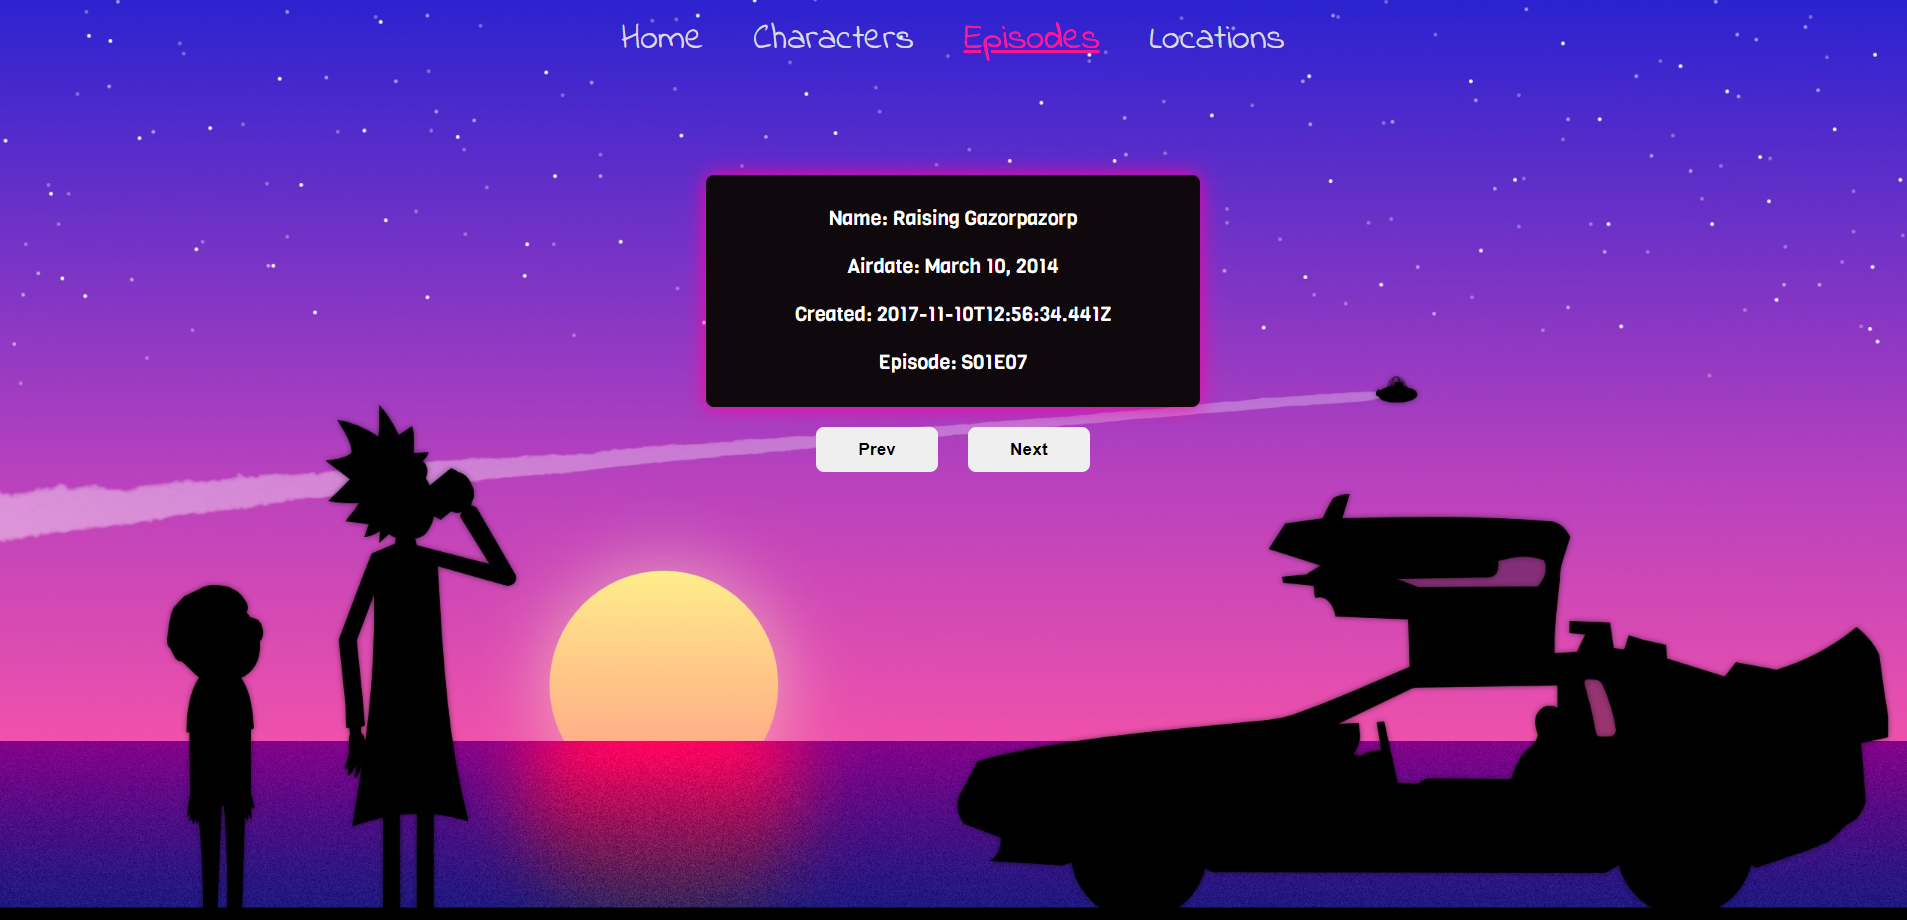 Home Characters Episodes Locations
Name: Raising Gazorpazorp
Airdate: March 10, 2014
Created: 2017-11-10T12:56:34.441Z
Episode: S01E07
Prev Next